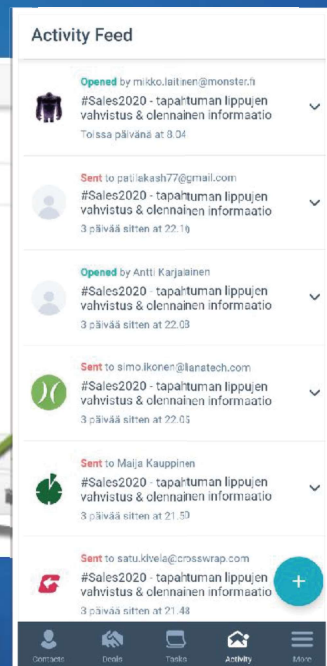 Activity Feed
Opened by mikko.laitinen@monster.fi
#Sales2020 - tapahtuman lippujen
vahvistus & olennainen informaatio
Toissa päivänä at 8.04
Sent to patilakash77@gmail.com
#Sales2020 - tapahtuman lippujen
vahvistus & olennainen informaatio
3 päivää sitten at 22.16
Opened by Antti Karjalainen
#Sales2020 - tapahtuman lippujen
vahvistus & olennainen informaatio
3 päivää sitten at 22.08
Sent to simo.ikonen@lianatech.com
#Sales2020 - tapahtuman lippujen
vahvistus & olennainen informaatio
3 päivää sitten at 22.05
Sent to Maija Kauppinen
#Sales2020 - tapahtuman lippujen
vahvistus & olennainen informaatio
3 päivää sitten at 21.50
Sent to satu.kivela@crosswrap.com
#Sales2020 - tapahtuman lippujen
vahvistus & olennainen informaatio
3 päivää sitten at 21.48
Contacts Deals Tasks Activity More